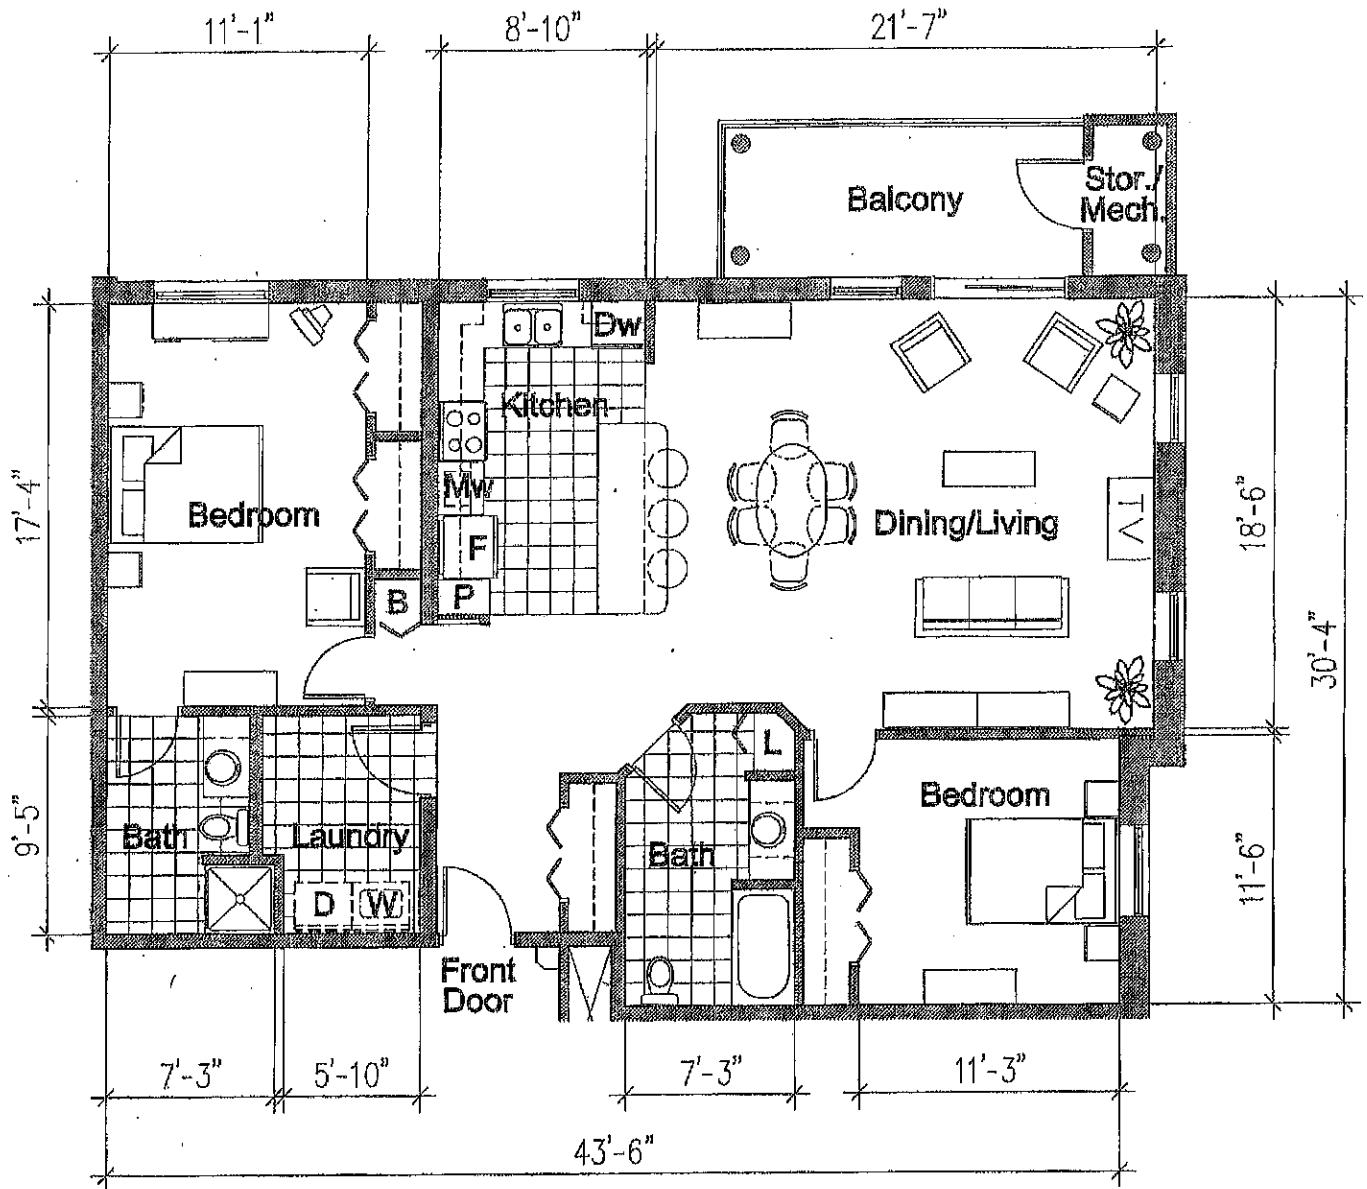 11'-1"
8'-10"
21'-7"
Balcony
Stor./
Mech.
Dw
Kitchen
Mw
F
P
B
Bedroom
17'-4"
Dining/Living
TV
18'-6"
30'-4"
9'-5"
Bath
Laundry
D
W
L
Bath
Bedroom
11'-6"
Front
Door
7'-3"
5'-10"
7'-3"
11'-3"
43'-6"